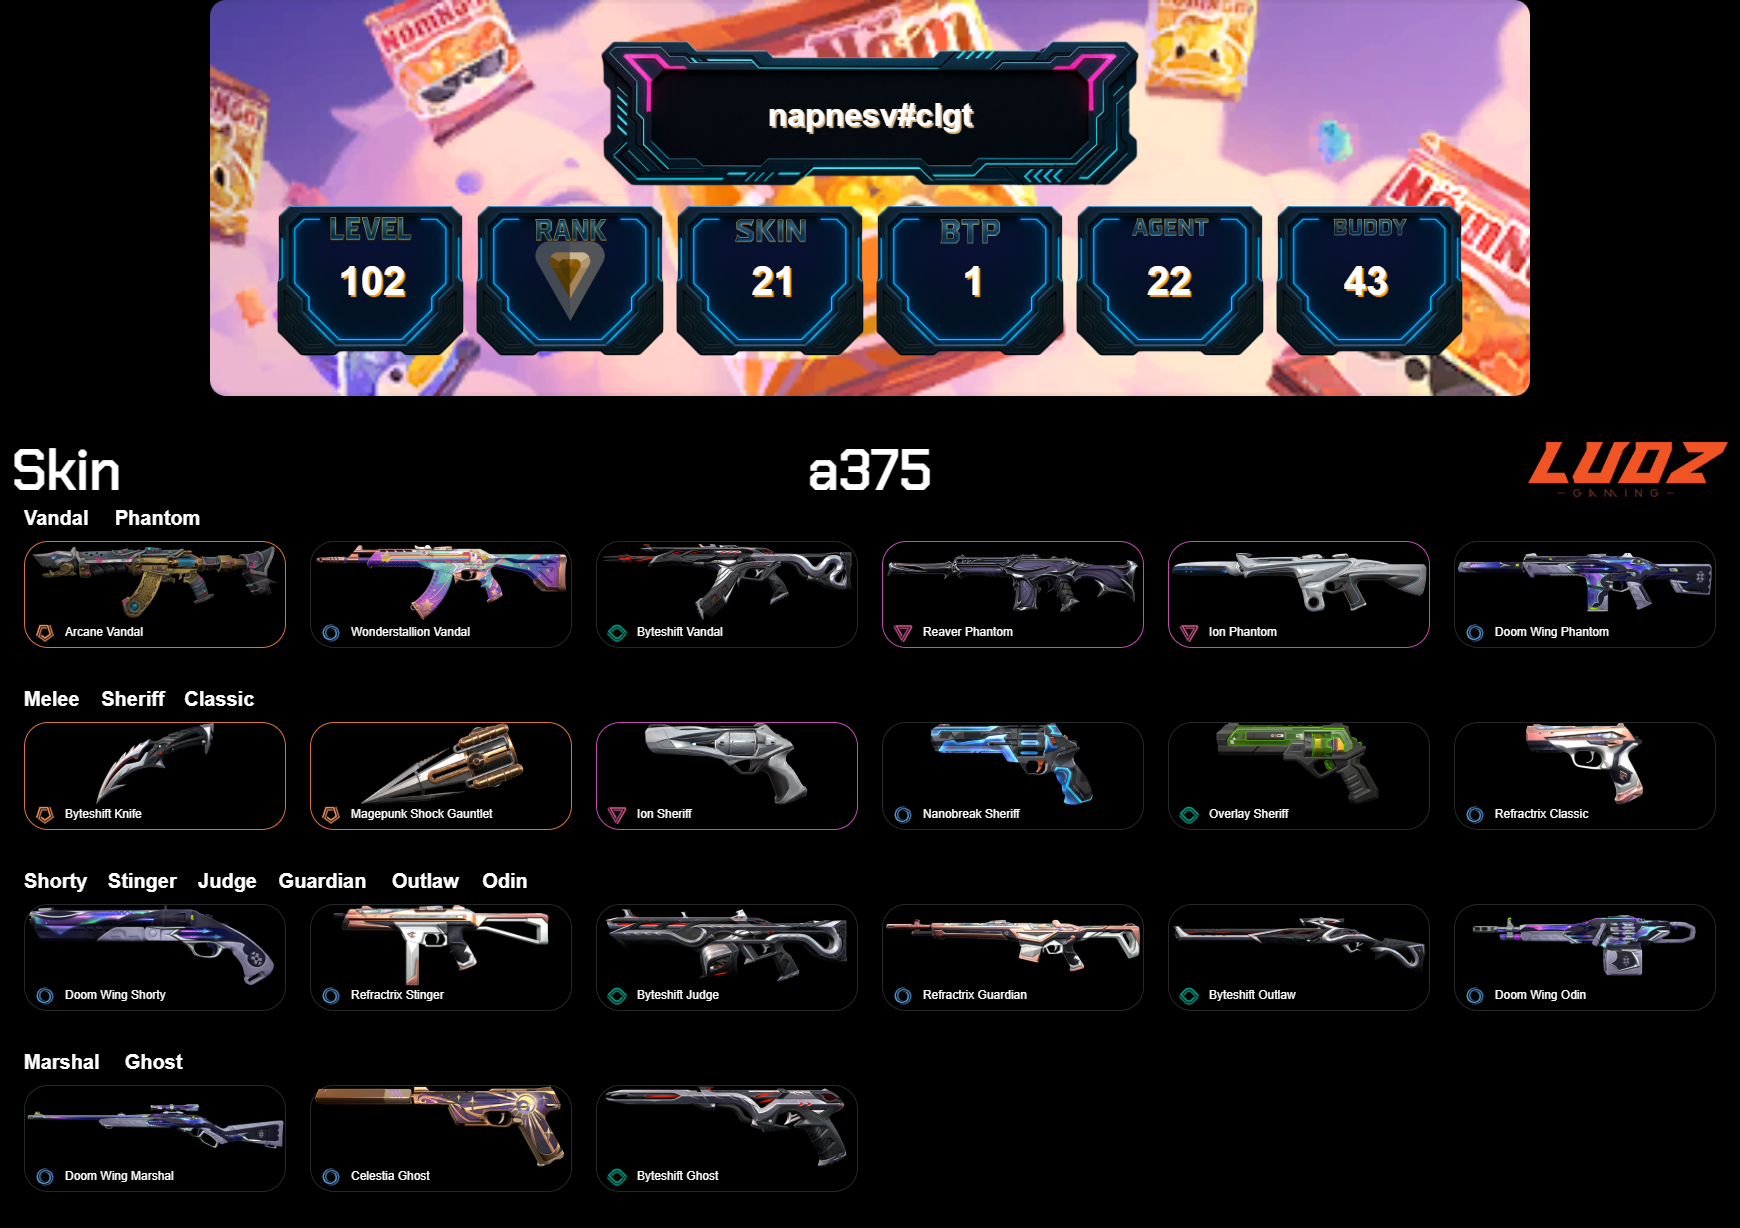 napnesv#clgt
LEVEL RANK SKIN BTP AGENT BUDDY
102 21 1 22 43
Skin a375 LUDZ
GAMING
Vandal Phantom
Arcane Vandal Wonderstallion Vandal Byteshift Vandal Reaver Phantom Ion Phantom Doom Wing Phantom
Melee Sheriff Classic
Byteshift Knife Magepunk Shock Gauntlet Ion Sheriff Nanobreak Sheriff Overlay Sheriff Refractrix Classic
Shorty Stinger Judge Guardian Outlaw Odin
Doom Wing Shorty Refractrix Stinger Byteshift Judge Refractrix Guardian Byteshift Outlaw Doom Wing Odin
Marshal Ghost
Doom Wing Marshal Celestia Ghost Byteshift Ghost